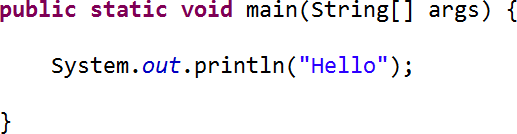 public static void main(String[] args) {
System.out.println("Hello");
}